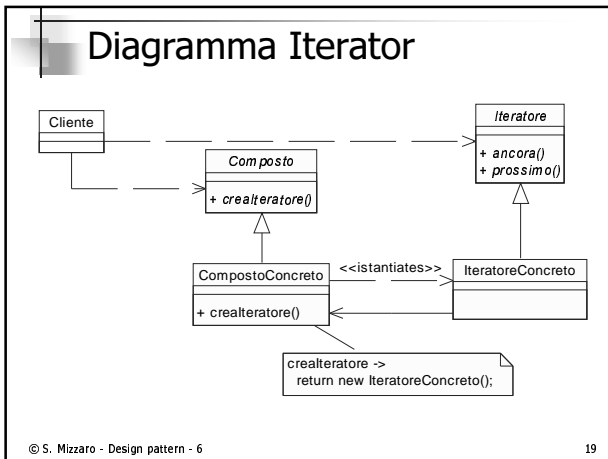 Diagramma Iterator
Cliente
Iteratore
+ ancora()
+ prossimo()
Composto
+ creaIteratore()
CompostoConcreto
+ creaIteratore()
<<istantiates>>
IteratoreConcreto
creaIteratore ->
return new IteratoreConcreto();
© S. Mizzaro - Design pattern - 6
19